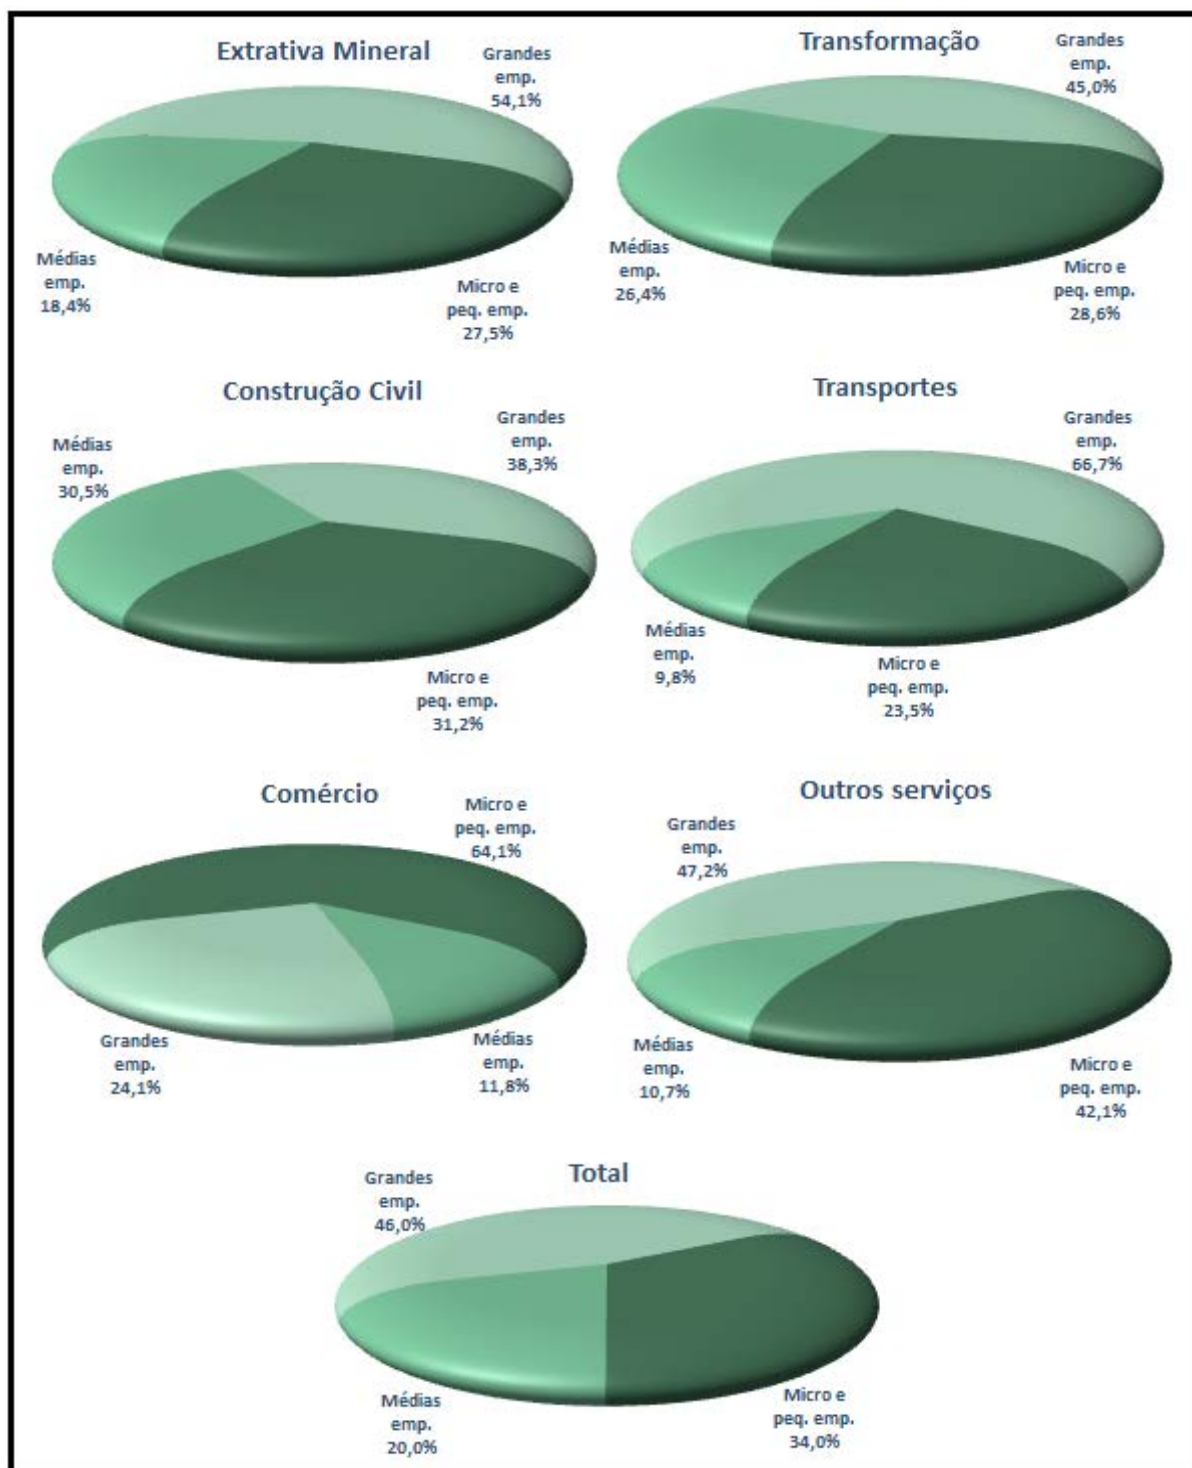 Extrativa Mineral
Grandes
emp.
54,1%
Médias
emp.
18,4%
Micro e
peq. emp.
27,5%
Transformação
Grandes
emp.
45,0%
Médias
emp.
26,4%
Micro e
peq. emp.
28,6%
Construção Civil
Médias
emp.
30,5%
Grandes
emp.
38,3%
Micro e
peq. emp.
31,2%
Transportes
Grandes
emp.
66,7%
Médias
emp.
9,8%
Micro e
peq. emp.
23,5%
Comércio
Micro e
peq. emp.
64,1%
Grandes
emp.
24,1%
Médias
emp.
11,8%
Outros serviços
Grandes
emp.
47,2%
Médias
emp.
10,7%
Micro e
peq. emp.
42,1%
Total
Grandes
emp.
46,0%
Médias
emp.
20,0%
Micro e
peq. emp.
34,0%